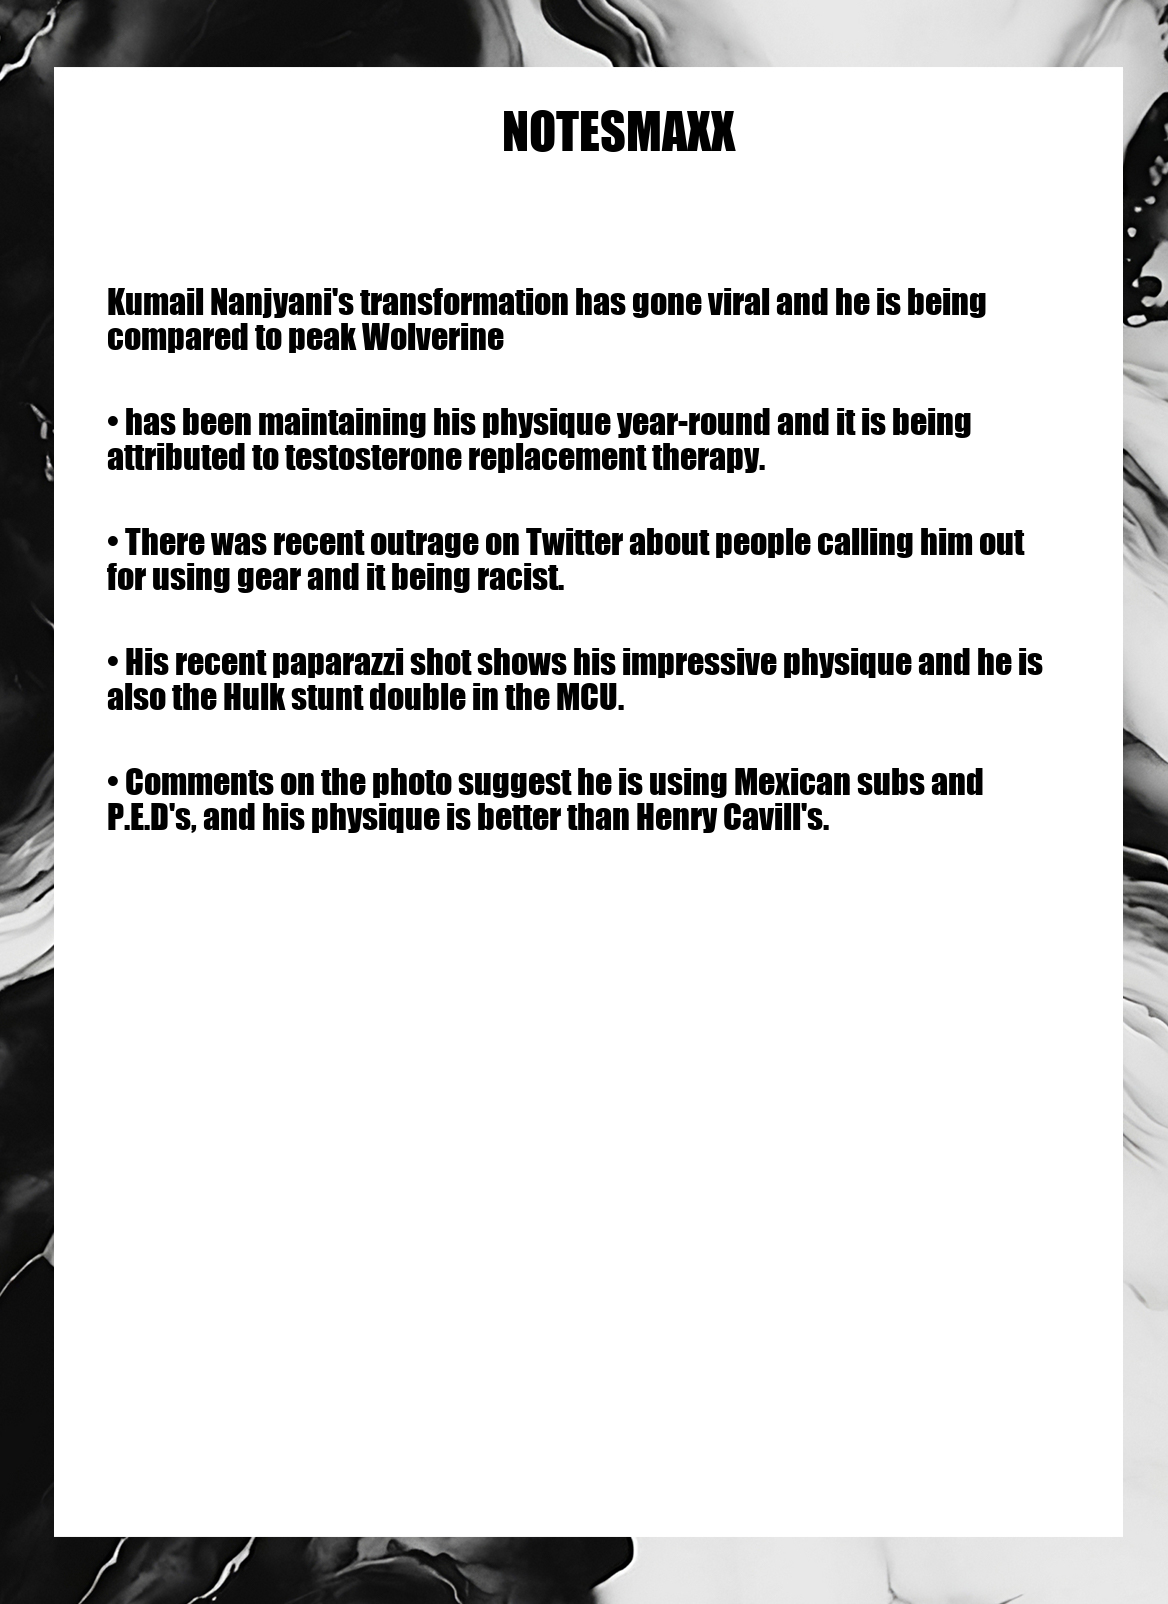 NOTESMAXX
Kumail Nanjyani's transformation has gone viral and he is being
compared to peak Wolverine
• has been maintaining his physique year-round and it is being
attributed to testosterone replacement therapy.
• There was recent outrage on Twitter about people calling him out
for using gear and it being racist.
• His recent paparazzi shot shows his impressive physique and he is
also the Hulk stunt double in the MCU.
• Comments on the photo suggest he is using Mexican subs and
P.E.D's, and his physique is better than Henry Cavill's.